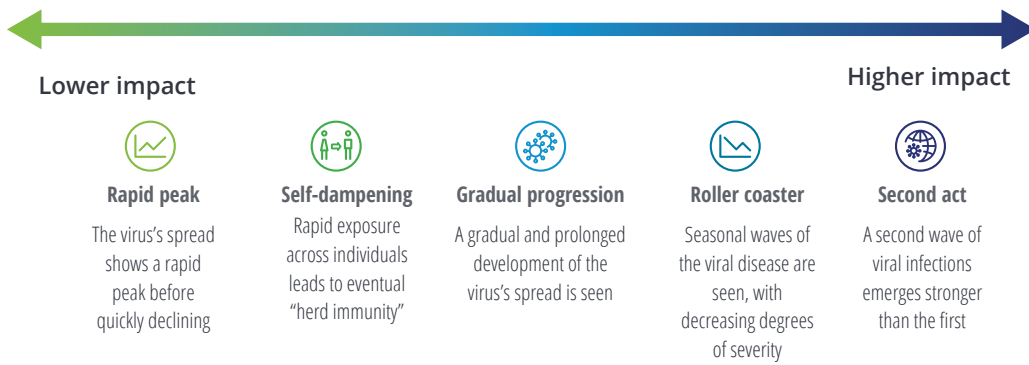 Lower impact
Higher impact
Rapid peak
The virus’s spread
shows a rapid
peak before
quickly declining
Self-dampening
Rapid exposure
across individuals
leads to eventual
“herd immunity”
Gradual progression
A gradual and prolonged
development of the
virus’s spread is seen
Roller coaster
Seasonal waves of
the viral disease are
seen, with
decreasing degrees
of severity
Second act
A second wave of
viral infections
emerges stronger
than the first